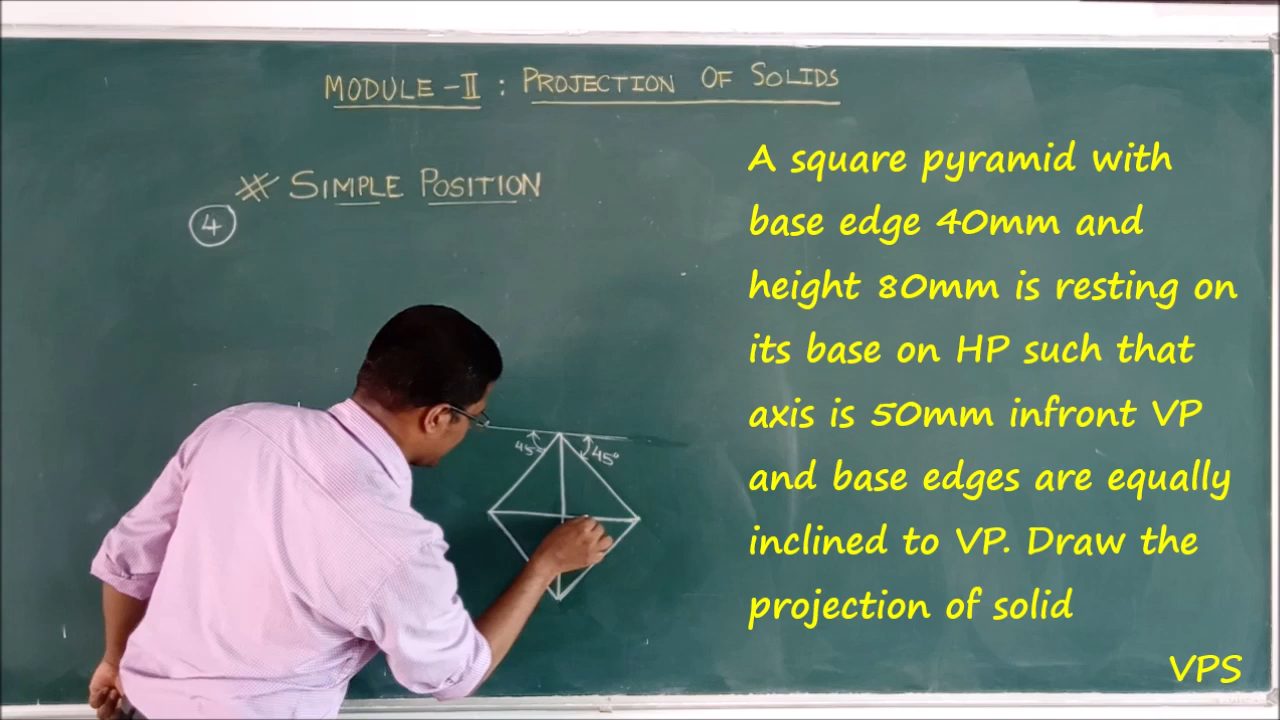 MODULE-II : PROJECTION OF SOLIDS
# SIMPLE POSITION
4
45°
45°
A square pyramid with
base edge 40mm and
height 80mm is resting on
its base on HP such that
axis is 50mm infront VP
and base edges are equally
inclined to VP. Draw the
projection of solid
VPS